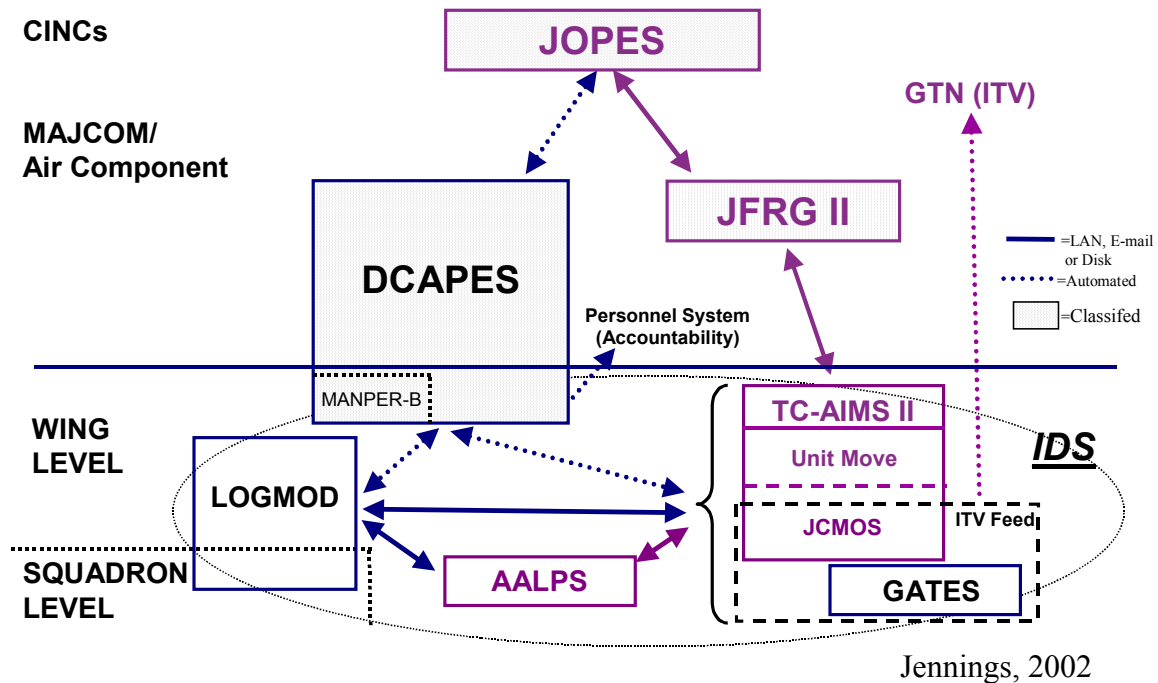 CINCs
JOPES
GTN (ITV)
MAJCOM/
Air Component
JFRG II
DCAPES
=LAN, E-mail
or Disk
=Automated
=Classifed
Personnel System
(Accountability)
MANPER-B
WING
LEVEL
LOGMOD
TC-AIMS II
Unit Move
IDS
JCMOS
ITV Feed
SQUADRON
LEVEL
AALPS
GATES
Jennings, 2002